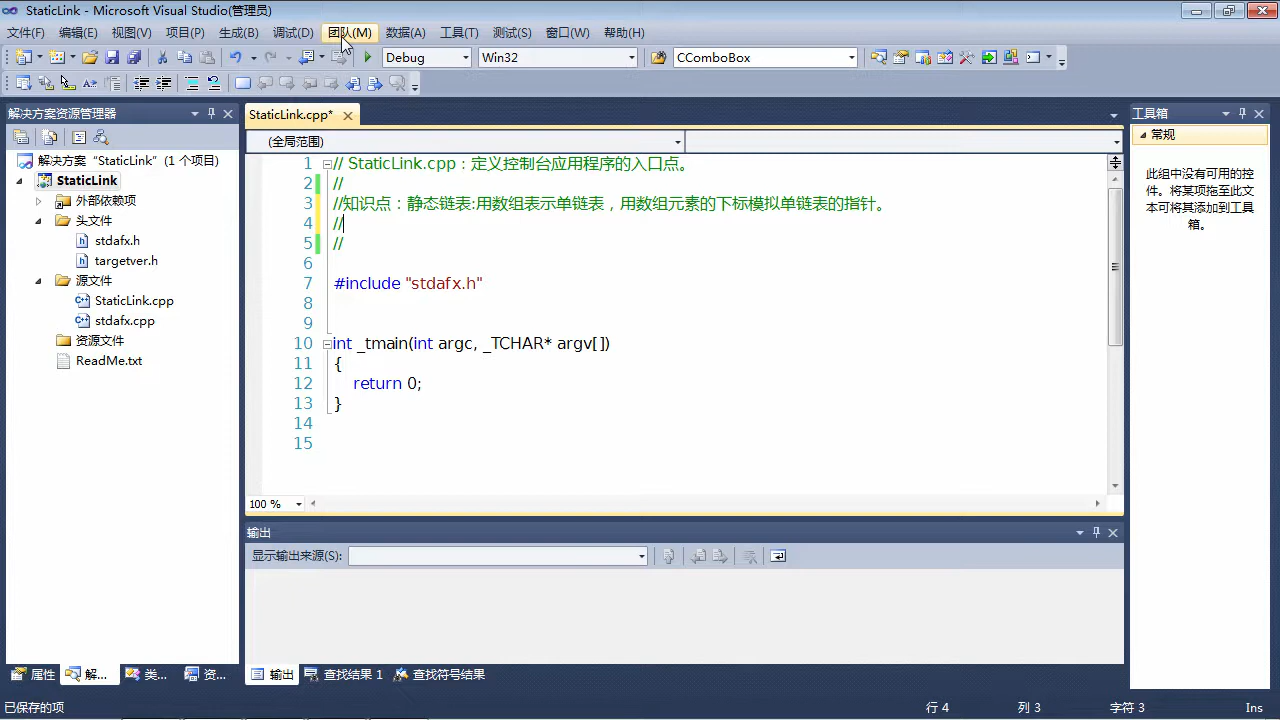 StaticLink - Microsoft Visual Studio(管理员)
文件(F) 编辑(E) 视图(V) 项目(P) 生成(B) 调试(D) 团队(M) 数据(A) 工具(T) 测试(S) 窗口(W) 帮助(H)
Debug Win32 CComboBox
解决方案资源管理器
解决方案 “StaticLink” (1 个项目)
StaticLink
外部依赖项
头文件
stdafx.h
targetver.h
源文件
StaticLink.cpp
stdafx.cpp
资源文件
ReadMe.txt
属性 解... 类... 资...
StaticLink.cpp*
(全局范围)
1 // StaticLink.cpp : 定义控制台应用程序的入口点。
2 //
3 //知识点：静态链表:用数组表示单链表，用数组元素的下标模拟单链表的指针。
4 //
5 //
6
7 #include "stdafx.h"
8
9
10 int _tmain(int argc, _TCHAR* argv[])
11 {
12 return 0;
13 }
14
15
100 %
输出
显示输出来源(S):
输出 查找结果 1 查找符号结果
工具箱
常规
此组中没有可用的控
件。将某项拖至此文
本可将其添加到工具
箱。
已保存的项 行 4 列 3 字符 3 Ins